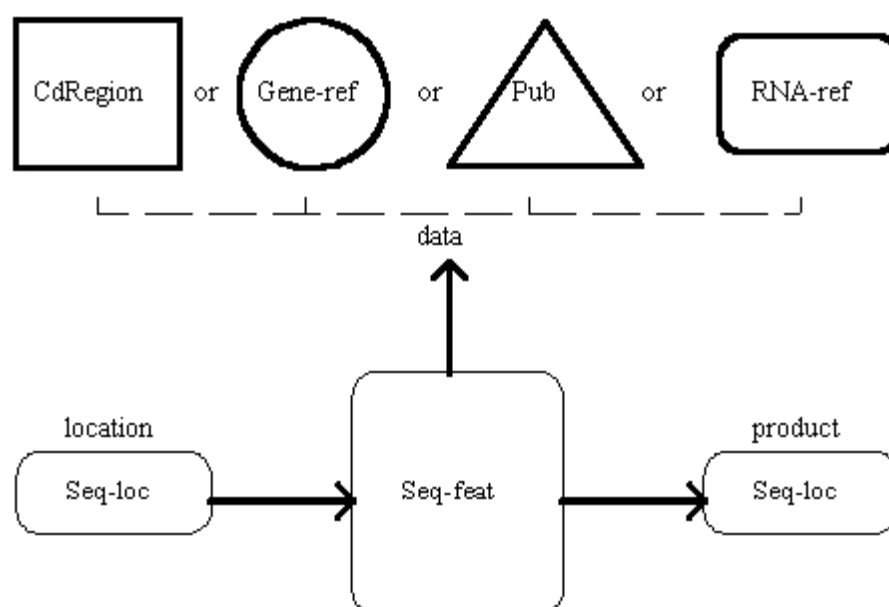 CdRegion or Gene-ref or Pub or RNA-ref
data
location product
Seq-loc Seq-feat Seq-loc